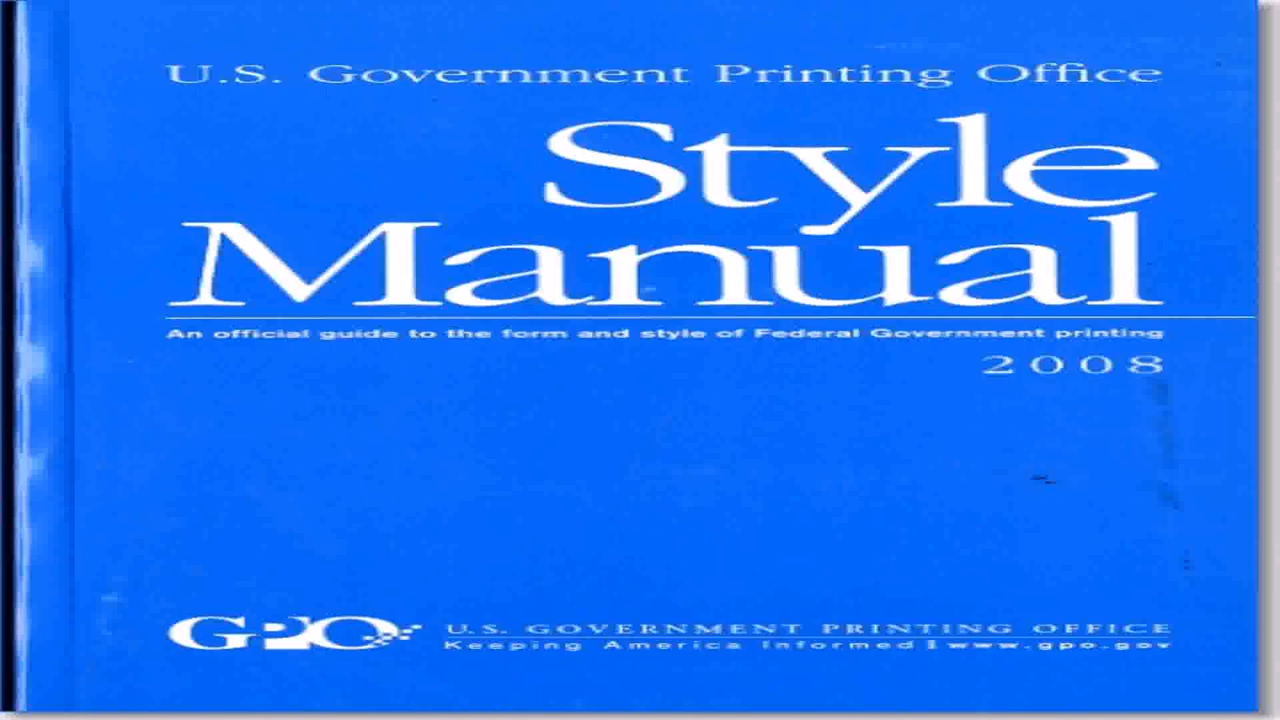 U.S. Government Printing Office
Style
Manual
An official guide to the form and style of Federal Government printing
2008
GPO
U.S. GOVERNMENT PRINTING OFFICE
Keeping America Informed | www.gpo.gov